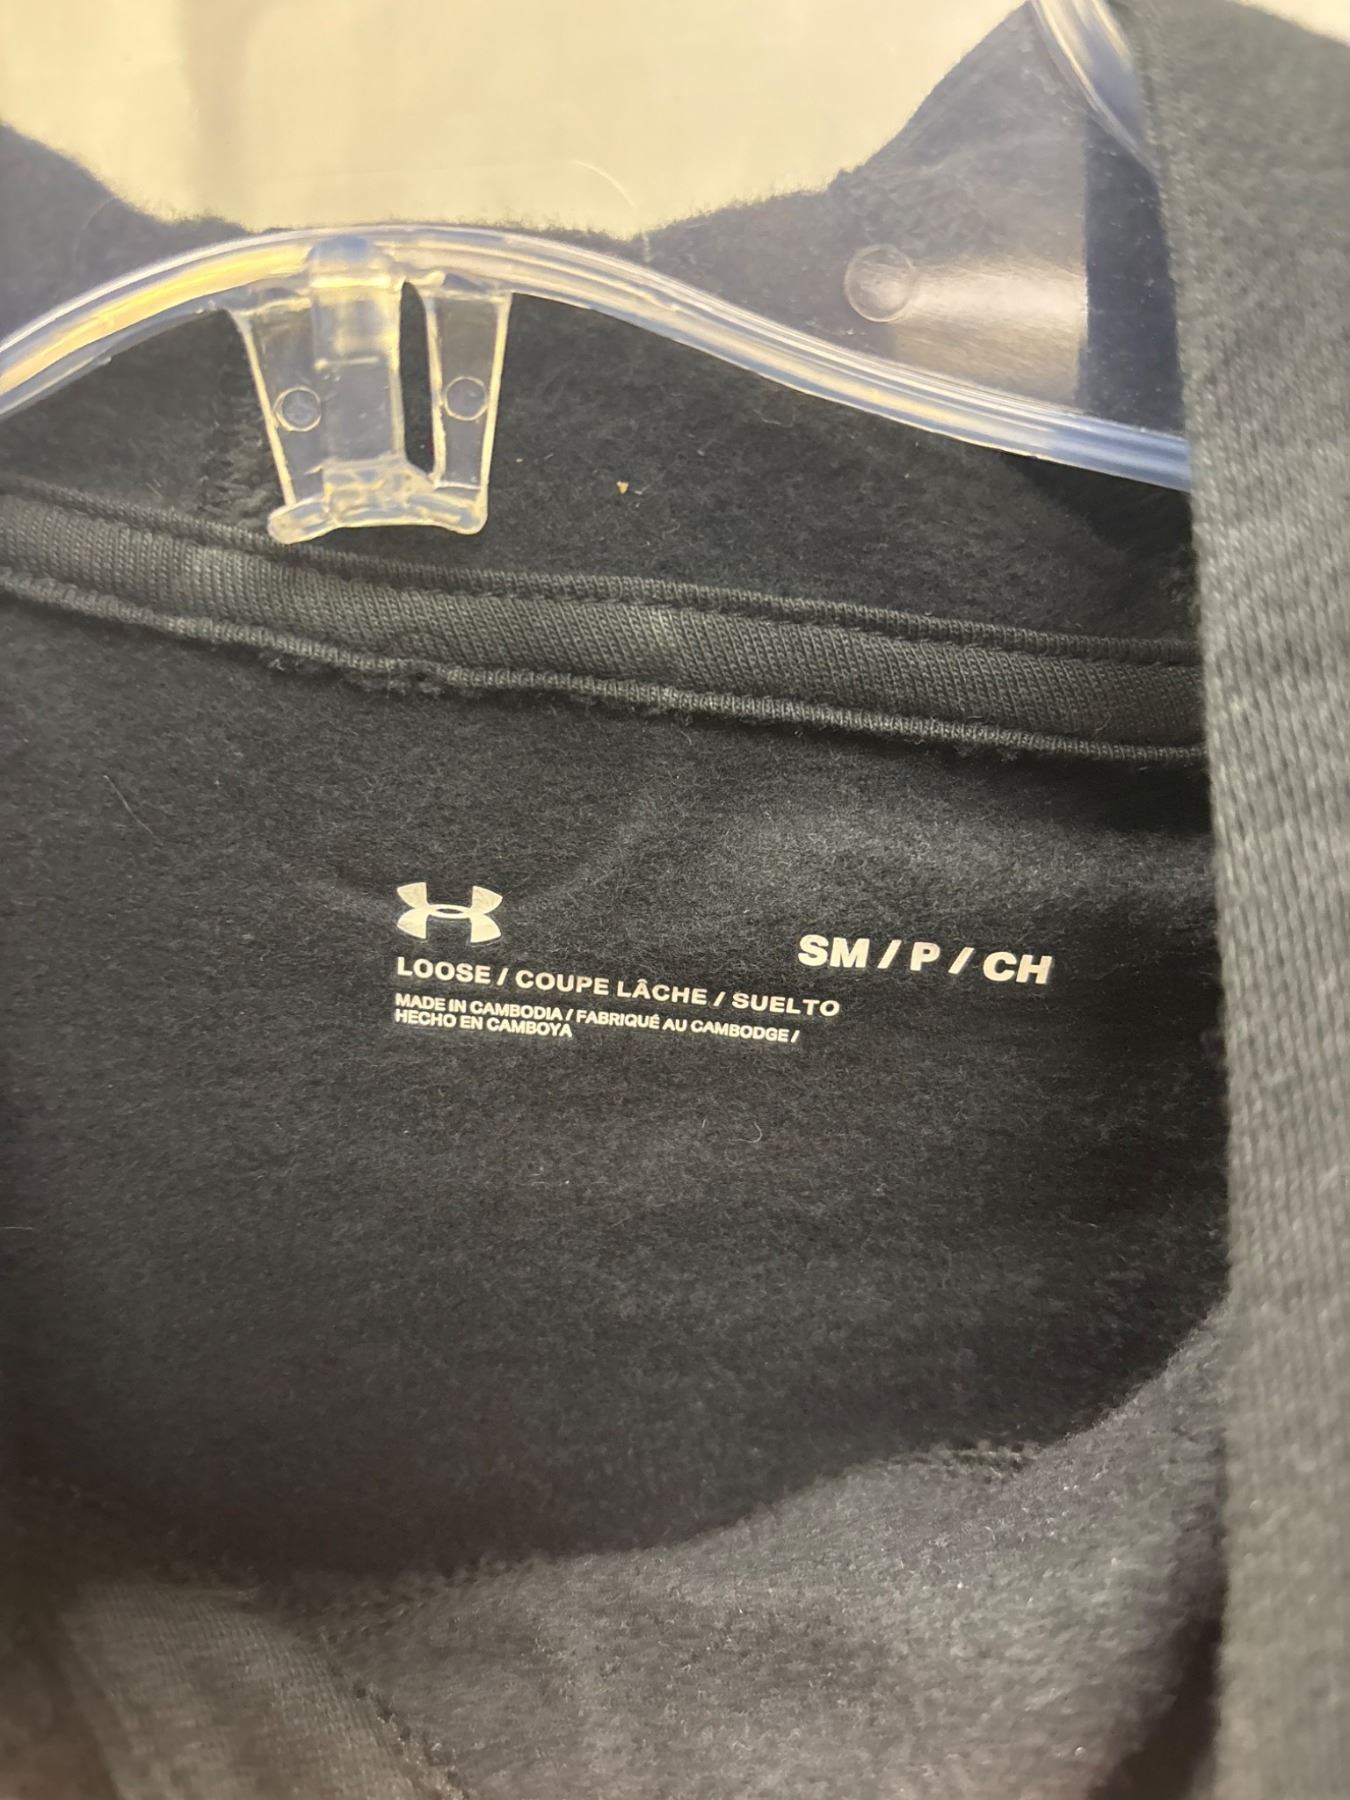 SM / P / CH
LOOSE / COUPE LÂCHE / SUELTO
MADE IN CAMBODIA / FABRIQUÉ AU CAMBODGE /
HECHO EN CAMBOYA